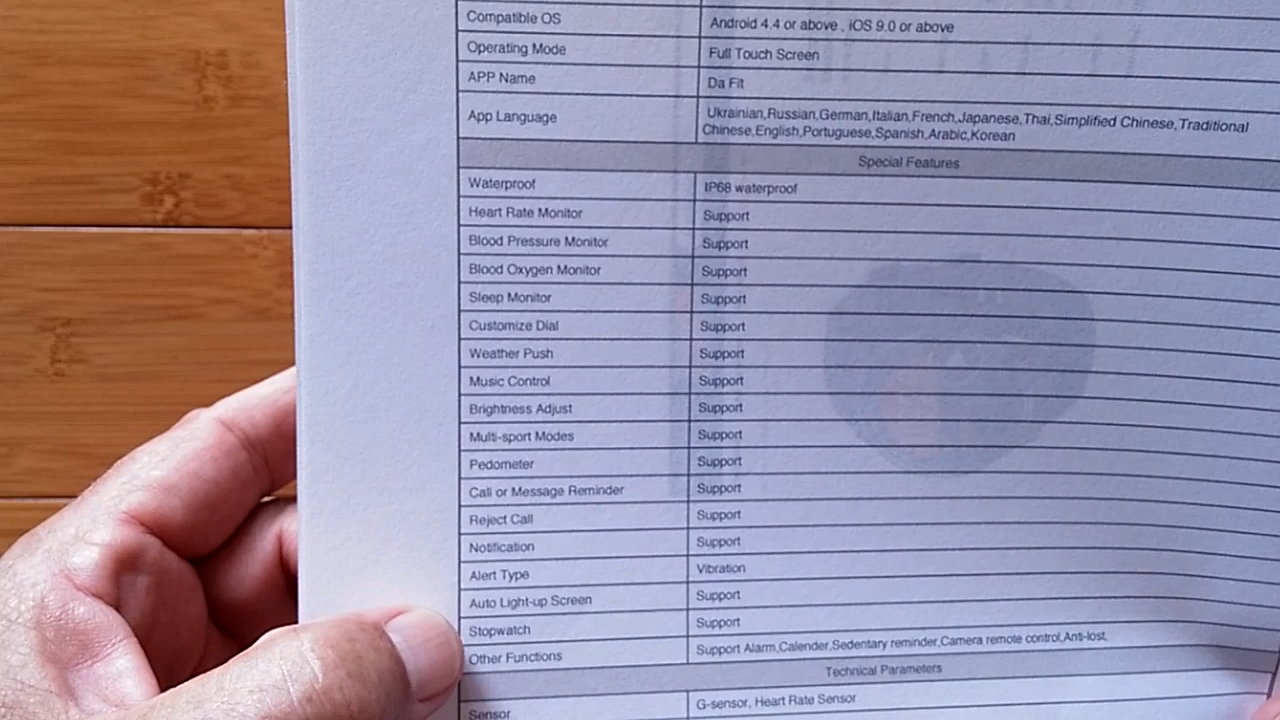 Compatible OS Android 4.4 or above , iOS 9.0 or above
Operating Mode Full Touch Screen
APP Name Da Fit
App Language Ukrainian,Russian,German,Italian,French,Japanese,Thai,Simplified Chinese,Traditional
Chinese,English,Portuguese,Spanish,Arabic,Korean
Special Features
Waterproof IP68 waterproof
Heart Rate Monitor Support
Blood Pressure Monitor Support
Blood Oxygen Monitor Support
Sleep Monitor Support
Customize Dial Support
Weather Push Support
Music Control Support
Brightness Adjust Support
Multi-sport Modes Support
Pedometer Support
Call or Message Reminder Support
Reject Call Support
Notification Support
Alert Type Vibration
Auto Light-up Screen Support
Stopwatch Support
Other Functions Support Alarm,Calender,Sedentary reminder,Camera remote control,Anti-lost,
Technical Parameters
Sensor G-sensor, Heart Rate Sensor